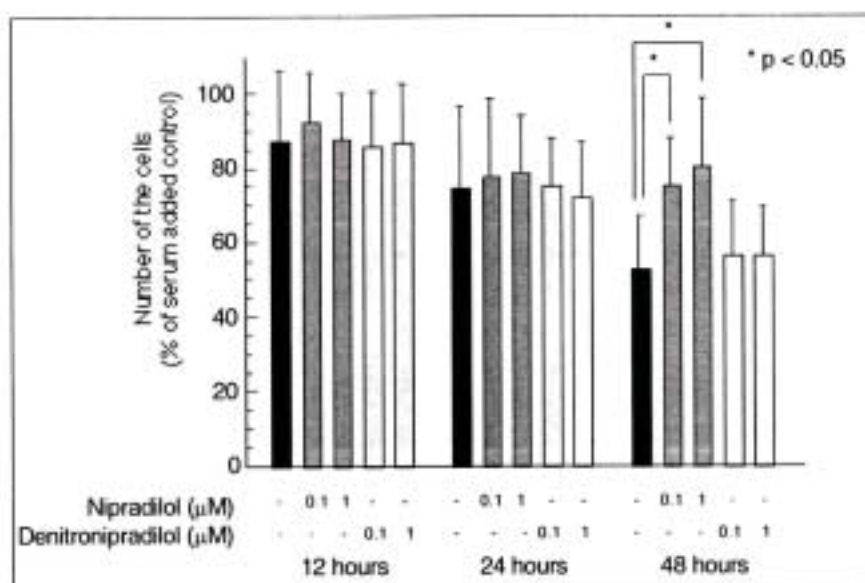 *
* p < 0.05
*
Number of the cells
(% of serum added control)
100
80
60
40
20
0
Nipradilol (μM) - 0.1 1 - - - 0.1 1 - - - 0.1 1 - -
Denitronipradilol (μM) - - - 0.1 1 - - - 0.1 1 - - - 0.1 1
12 hours 24 hours 48 hours